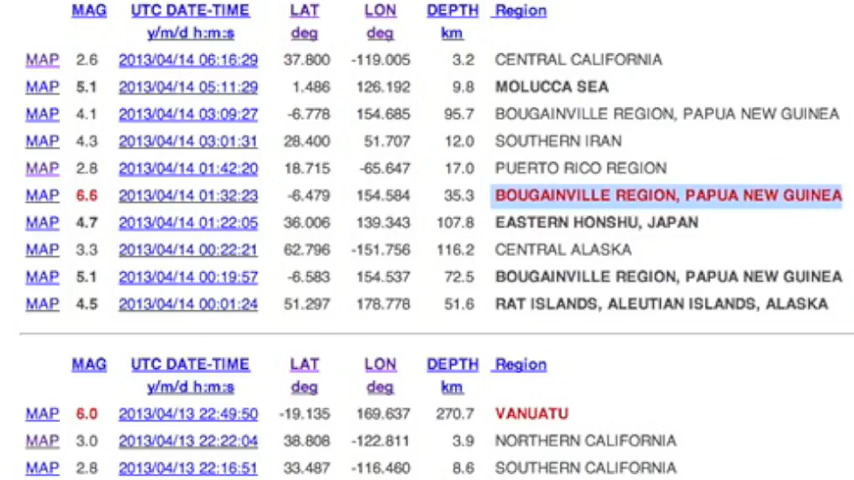 MAG UTC DATE-TIME LAT LON DEPTH Region
y/m/d h:m:s deg deg km
MAP 2.6 2013/04/14 06:16:29 37.800 -119.005 3.2 CENTRAL CALIFORNIA
MAP 5.1 2013/04/14 05:11:29 1.486 126.192 9.8 MOLUCCA SEA
MAP 4.1 2013/04/14 03:09:27 -6.778 154.685 95.7 BOUGAINVILLE REGION, PAPUA NEW GUINEA
MAP 4.3 2013/04/14 03:01:31 28.400 51.707 12.0 SOUTHERN IRAN
MAP 2.8 2013/04/14 01:42:20 18.715 -65.647 17.0 PUERTO RICO REGION
MAP 6.6 2013/04/14 01:32:23 -6.479 154.584 35.3 BOUGAINVILLE REGION, PAPUA NEW GUINEA
MAP 4.7 2013/04/14 01:22:05 36.006 139.343 107.8 EASTERN HONSHU, JAPAN
MAP 3.3 2013/04/14 00:22:21 62.796 -151.756 116.2 CENTRAL ALASKA
MAP 5.1 2013/04/14 00:19:57 -6.583 154.537 72.5 BOUGAINVILLE REGION, PAPUA NEW GUINEA
MAP 4.5 2013/04/14 00:01:24 51.297 178.778 51.6 RAT ISLANDS, ALEUTIAN ISLANDS, ALASKA
MAG UTC DATE-TIME LAT LON DEPTH Region
y/m/d h:m:s deg deg km
MAP 6.0 2013/04/13 22:49:50 -19.135 169.637 270.7 VANUATU
MAP 3.0 2013/04/13 22:22:04 38.808 -122.811 3.9 NORTHERN CALIFORNIA
MAP 2.8 2013/04/13 22:16:51 33.487 -116.460 8.6 SOUTHERN CALIFORNIA